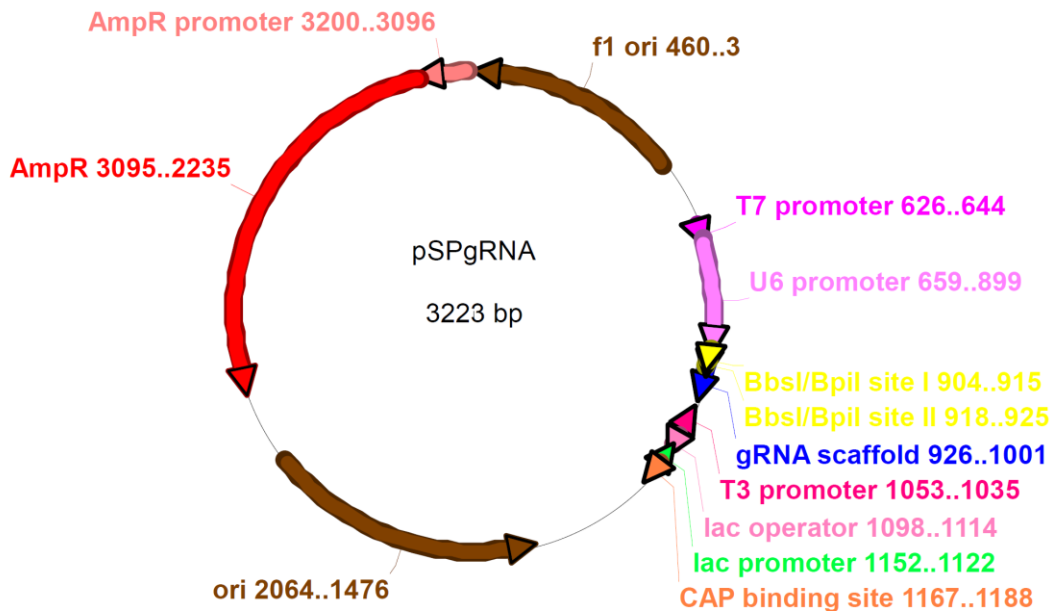 AmpR promoter 3200..3096
f1 ori 460..3
AmpR 3095..2235
T7 promoter 626..644
pSPgRNA
U6 promoter 659..899
3223 bp
BbsI/BpiI site I 904..915
BbsI/BpiI site II 918..925
gRNA scaffold 926..1001
T3 promoter 1053..1035
lac operator 1098..1114
lac promoter 1152..1122
ori 2064..1476
CAP binding site 1167..1188